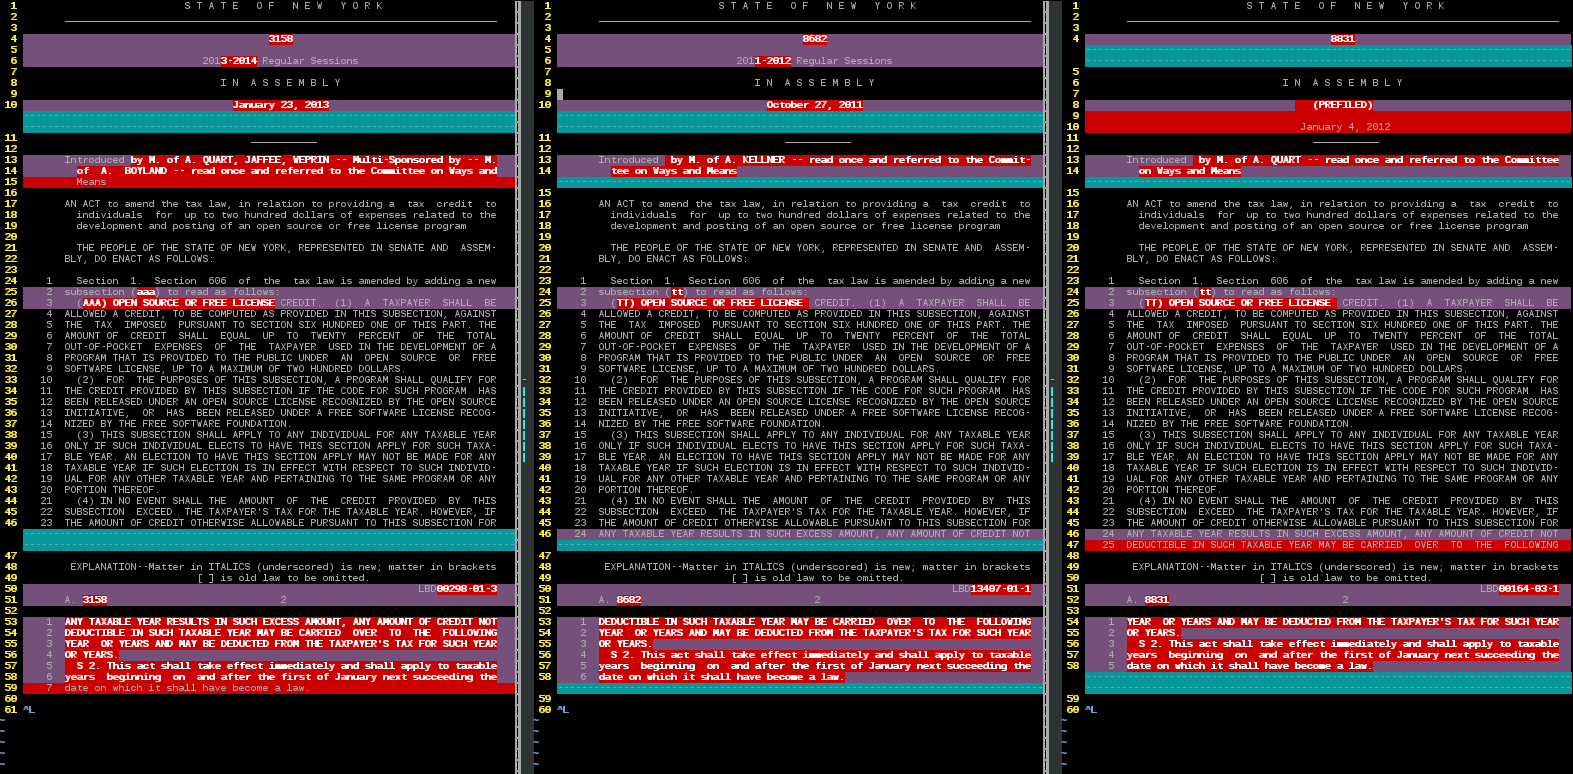 1 S T A T E   O F   N E W   Y O R K
2
3
4 3158
5
6 2013-2014 Regular Sessions
7
8 I N  A S S E M B L Y
9
10 January 23, 2013
11
12
13 Introduced by M. of A. QUART, JAFFEE, WEPRIN -- Multi-Sponsored by -- M.
14 of  A.  BOYLAND -- read once and referred to the Committee on Ways and
15 Means
16
17 AN ACT to amend the tax law, in relation to providing a  tax  credit  to
18 individuals  for  up to two hundred dollars of expenses related to the
19 development and posting of an open source or free license program
20
21 THE PEOPLE OF THE STATE OF NEW YORK, REPRESENTED IN SENATE AND  ASSEM-
22 BLY, DO ENACT AS FOLLOWS:
23
24 1 Section  1.  Section  606  of  the  tax law is amended by adding a new
25 2 subsection (aaa) to read as follows:
26 3 (AAA) OPEN SOURCE OR FREE LICENSE CREDIT. (1)  A  TAXPAYER  SHALL  BE
27 4 ALLOWED A CREDIT, TO BE COMPUTED AS PROVIDED IN THIS SUBSECTION, AGAINST
28 5 THE  TAX  IMPOSED  PURSUANT TO SECTION SIX HUNDRED ONE OF THIS PART. THE
29 6 AMOUNT  OF  CREDIT  SHALL  EQUAL  UP  TO  TWENTY  PERCENT  OF  THE  TOTAL
30 7 OUT-OF-POCKET  EXPENSES  OF  THE  TAXPAYER  USED IN THE DEVELOPMENT OF A
31 8 PROGRAM THAT IS PROVIDED TO THE PUBLIC UNDER  AN  OPEN  SOURCE  OR  FREE
32 9 SOFTWARE LICENSE, UP TO A MAXIMUM OF TWO HUNDRED DOLLARS.
33 10 (2)  FOR  THE PURPOSES OF THIS SUBSECTION, A PROGRAM SHALL QUALIFY FOR
34 11 THE CREDIT PROVIDED BY THIS SUBSECTION IF THE CODE FOR SUCH PROGRAM  HAS
35 12 BEEN RELEASED UNDER AN OPEN SOURCE LICENSE RECOGNIZED BY THE OPEN SOURCE
36 13 INITIATIVE,  OR  HAS  BEEN RELEASED UNDER A FREE SOFTWARE LICENSE RECOG-
37 14 NIZED BY THE FREE SOFTWARE FOUNDATION.
38 15 (3) THIS SUBSECTION SHALL APPLY TO ANY INDIVIDUAL FOR ANY TAXABLE YEAR
39 16 ONLY IF SUCH INDIVIDUAL ELECTS TO HAVE THIS SECTION APPLY FOR SUCH TAXA-
40 17 BLE YEAR. AN ELECTION TO HAVE THIS SECTION APPLY MAY NOT BE MADE FOR ANY
41 18 TAXABLE YEAR IF SUCH ELECTION IS IN EFFECT WITH RESPECT TO SUCH INDIVID-
42 19 UAL FOR ANY OTHER TAXABLE YEAR AND PERTAINING TO THE SAME PROGRAM OR ANY
43 20 PORTION THEREOF.
44 21 (4) IN NO EVENT SHALL THE  AMOUNT  OF  THE  CREDIT  PROVIDED  BY  THIS
45 22 SUBSECTION  EXCEED  THE TAXPAYER'S TAX FOR THE TAXABLE YEAR. HOWEVER, IF
46 23 THE AMOUNT OF CREDIT OTHERWISE ALLOWABLE PURSUANT TO THIS SUBSECTION FOR
47
48 EXPLANATION--Matter in ITALICS (underscored) is new; matter in brackets
49 [ ] is old law to be omitted.
50 LBD00298-01-3
51 A. 3158 2
52
53 1 ANY TAXABLE YEAR RESULTS IN SUCH EXCESS AMOUNT, ANY AMOUNT OF CREDIT NOT
54 2 DEDUCTIBLE IN SUCH TAXABLE YEAR MAY BE CARRIED  OVER  TO  THE  FOLLOWING
55 3 YEAR  OR YEARS AND MAY BE DEDUCTED FROM THE TAXPAYER'S TAX FOR SUCH YEAR
56 4 OR YEARS.
57 5 S 2. This act shall take effect immediately and shall apply to taxable
58 6 years  beginning  on  and after the first of January next succeeding the
59 7 date on which it shall have become a law.
60
61 ^L
~
~
~
~
~
1 S T A T E   O F   N E W   Y O R K
2
3
4 8682
5
6 2011-2012 Regular Sessions
7
8 I N  A S S E M B L Y
9
10 October 27, 2011
11
12
13 Introduced  by M. of A. KELLNER -- read once and referred to the Commit-
14 tee on Ways and Means
15
16 AN ACT to amend the tax law, in relation to providing a  tax  credit  to
17 individuals  for  up to two hundred dollars of expenses related to the
18 development and posting of an open source or free license program
19
20 THE PEOPLE OF THE STATE OF NEW YORK, REPRESENTED IN SENATE AND  ASSEM-
21 BLY, DO ENACT AS FOLLOWS:
22
23 1 Section  1.  Section  606  of  the  tax law is amended by adding a new
24 2 subsection (tt) to read as follows:
25 3 (TT) OPEN SOURCE OR FREE LICENSE  CREDIT.  (1)  A  TAXPAYER  SHALL  BE
26 4 ALLOWED A CREDIT, TO BE COMPUTED AS PROVIDED IN THIS SUBSECTION, AGAINST
27 5 THE  TAX  IMPOSED  PURSUANT TO SECTION SIX HUNDRED ONE OF THIS PART. THE
28 6 AMOUNT  OF  CREDIT  SHALL  EQUAL  UP  TO  TWENTY  PERCENT  OF  THE  TOTAL
29 7 OUT-OF-POCKET  EXPENSES  OF  THE  TAXPAYER  USED IN THE DEVELOPMENT OF A
30 8 PROGRAM THAT IS PROVIDED TO THE PUBLIC UNDER  AN  OPEN  SOURCE  OR  FREE
31 9 SOFTWARE LICENSE, UP TO A MAXIMUM OF TWO HUNDRED DOLLARS.
32 10 (2)  FOR  THE PURPOSES OF THIS SUBSECTION, A PROGRAM SHALL QUALIFY FOR
33 11 THE CREDIT PROVIDED BY THIS SUBSECTION IF THE CODE FOR SUCH PROGRAM  HAS
34 12 BEEN RELEASED UNDER AN OPEN SOURCE LICENSE RECOGNIZED BY THE OPEN SOURCE
35 13 INITIATIVE,  OR  HAS  BEEN RELEASED UNDER A FREE SOFTWARE LICENSE RECOG-
36 14 NIZED BY THE FREE SOFTWARE FOUNDATION.
37 15 (3) THIS SUBSECTION SHALL APPLY TO ANY INDIVIDUAL FOR ANY TAXABLE YEAR
38 16 ONLY IF SUCH INDIVIDUAL ELECTS TO HAVE THIS SECTION APPLY FOR SUCH TAXA-
39 17 BLE YEAR. AN ELECTION TO HAVE THIS SECTION APPLY MAY NOT BE MADE FOR ANY
40 18 TAXABLE YEAR IF SUCH ELECTION IS IN EFFECT WITH RESPECT TO SUCH INDIVID-
41 19 UAL FOR ANY OTHER TAXABLE YEAR AND PERTAINING TO THE SAME PROGRAM OR ANY
42 20 PORTION THEREOF.
43 21 (4) IN NO EVENT SHALL THE  AMOUNT  OF  THE  CREDIT  PROVIDED  BY  THIS
44 22 SUBSECTION  EXCEED  THE TAXPAYER'S TAX FOR THE TAXABLE YEAR. HOWEVER, IF
45 23 THE AMOUNT OF CREDIT OTHERWISE ALLOWABLE PURSUANT TO THIS SUBSECTION FOR
46 24 ANY TAXABLE YEAR RESULTS IN SUCH EXCESS AMOUNT, ANY AMOUNT OF CREDIT NOT
47
48 EXPLANATION--Matter in ITALICS (underscored) is new; matter in brackets
49 [ ] is old law to be omitted.
50 LBD13407-01-1
51 A. 8682 2
52
53 1 DEDUCTIBLE IN SUCH TAXABLE YEAR MAY BE CARRIED  OVER  TO  THE  FOLLOWING
54 2 YEAR  OR YEARS AND MAY BE DEDUCTED FROM THE TAXPAYER'S TAX FOR SUCH YEAR
55 3 OR YEARS.
56 4 S 2. This act shall take effect immediately and shall apply to taxable
57 5 years  beginning  on  and after the first of January next succeeding the
58 6 date on which it shall have become a law.
59
60 ^L
~
~
~
~
~
1 S T A T E   O F   N E W   Y O R K
2
3
4 8831
5
6 I N  A S S E M B L Y
7
8 (PREFILED)
9
10 January 4, 2012
11
12
13 Introduced  by M. of A. QUART -- read once and referred to the Committee
14 on Ways and Means
15
16 AN ACT to amend the tax law, in relation to providing a  tax  credit  to
17 individuals  for  up to two hundred dollars of expenses related to the
18 development and posting of an open source or free license program
19
20 THE PEOPLE OF THE STATE OF NEW YORK, REPRESENTED IN SENATE AND  ASSEM-
21 BLY, DO ENACT AS FOLLOWS:
22
23 1 Section  1.  Section  606  of  the  tax law is amended by adding a new
24 2 subsection (tt) to read as follows:
25 3 (TT) OPEN SOURCE OR FREE LICENSE  CREDIT.  (1)  A  TAXPAYER  SHALL  BE
26 4 ALLOWED A CREDIT, TO BE COMPUTED AS PROVIDED IN THIS SUBSECTION, AGAINST
27 5 THE  TAX  IMPOSED  PURSUANT TO SECTION SIX HUNDRED ONE OF THIS PART. THE
28 6 AMOUNT  OF  CREDIT  SHALL  EQUAL  UP  TO  TWENTY  PERCENT  OF  THE  TOTAL
29 7 OUT-OF-POCKET  EXPENSES  OF  THE  TAXPAYER  USED IN THE DEVELOPMENT OF A
30 8 PROGRAM THAT IS PROVIDED TO THE PUBLIC UNDER  AN  OPEN  SOURCE  OR  FREE
31 9 SOFTWARE LICENSE, UP TO A MAXIMUM OF TWO HUNDRED DOLLARS.
32 10 (2)  FOR  THE PURPOSES OF THIS SUBSECTION, A PROGRAM SHALL QUALIFY FOR
33 11 THE CREDIT PROVIDED BY THIS SUBSECTION IF THE CODE FOR SUCH PROGRAM  HAS
34 12 BEEN RELEASED UNDER AN OPEN SOURCE LICENSE RECOGNIZED BY THE OPEN SOURCE
35 13 INITIATIVE,  OR  HAS  BEEN RELEASED UNDER A FREE SOFTWARE LICENSE RECOG-
36 14 NIZED BY THE FREE SOFTWARE FOUNDATION.
37 15 (3) THIS SUBSECTION SHALL APPLY TO ANY INDIVIDUAL FOR ANY TAXABLE YEAR
38 16 ONLY IF SUCH INDIVIDUAL ELECTS TO HAVE THIS SECTION APPLY FOR SUCH TAXA-
39 17 BLE YEAR. AN ELECTION TO HAVE THIS SECTION APPLY MAY NOT BE MADE FOR ANY
40 18 TAXABLE YEAR IF SUCH ELECTION IS IN EFFECT WITH RESPECT TO SUCH INDIVID-
41 19 UAL FOR ANY OTHER TAXABLE YEAR AND PERTAINING TO THE SAME PROGRAM OR ANY
42 20 PORTION THEREOF.
43 21 (4) IN NO EVENT SHALL THE  AMOUNT  OF  THE  CREDIT  PROVIDED  BY  THIS
44 22 SUBSECTION  EXCEED  THE TAXPAYER'S TAX FOR THE TAXABLE YEAR. HOWEVER, IF
45 23 THE AMOUNT OF CREDIT OTHERWISE ALLOWABLE PURSUANT TO THIS SUBSECTION FOR
46 24 ANY TAXABLE YEAR RESULTS IN SUCH EXCESS AMOUNT, ANY AMOUNT OF CREDIT NOT
47 25 DEDUCTIBLE IN SUCH TAXABLE YEAR MAY BE CARRIED  OVER  TO  THE  FOLLOWING
48
49 EXPLANATION--Matter in ITALICS (underscored) is new; matter in brackets
50 [ ] is old law to be omitted.
51 LBD00164-03-1
52 A. 8831 2
53
54 1 YEAR  OR YEARS AND MAY BE DEDUCTED FROM THE TAXPAYER'S TAX FOR SUCH YEAR
55 2 OR YEARS.
56 3 S 2. This act shall take effect immediately and shall apply to taxable
57 4 years  beginning  on  and after the first of January next succeeding the
58 5 date on which it shall have become a law.
59
60 ^L
~
~
~
~
~